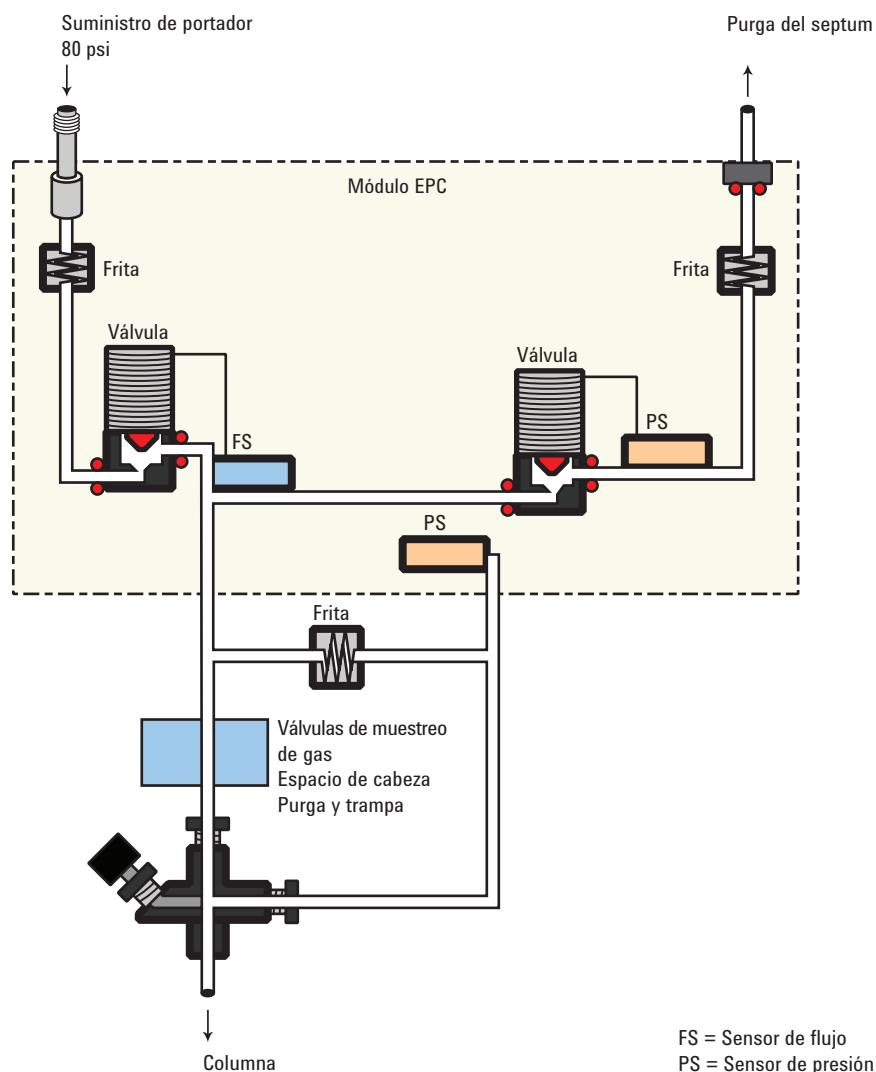 Suministro de portador
80 psi
Purga del septum
Módulo EPC
Frita
Frita
Válvula
Válvula
FS
PS
PS
Frita
Válvulas de muestreo
de gas
Espacio de cabeza
Purga y trampa
Columna
FS = Sensor de flujo
PS = Sensor de presión